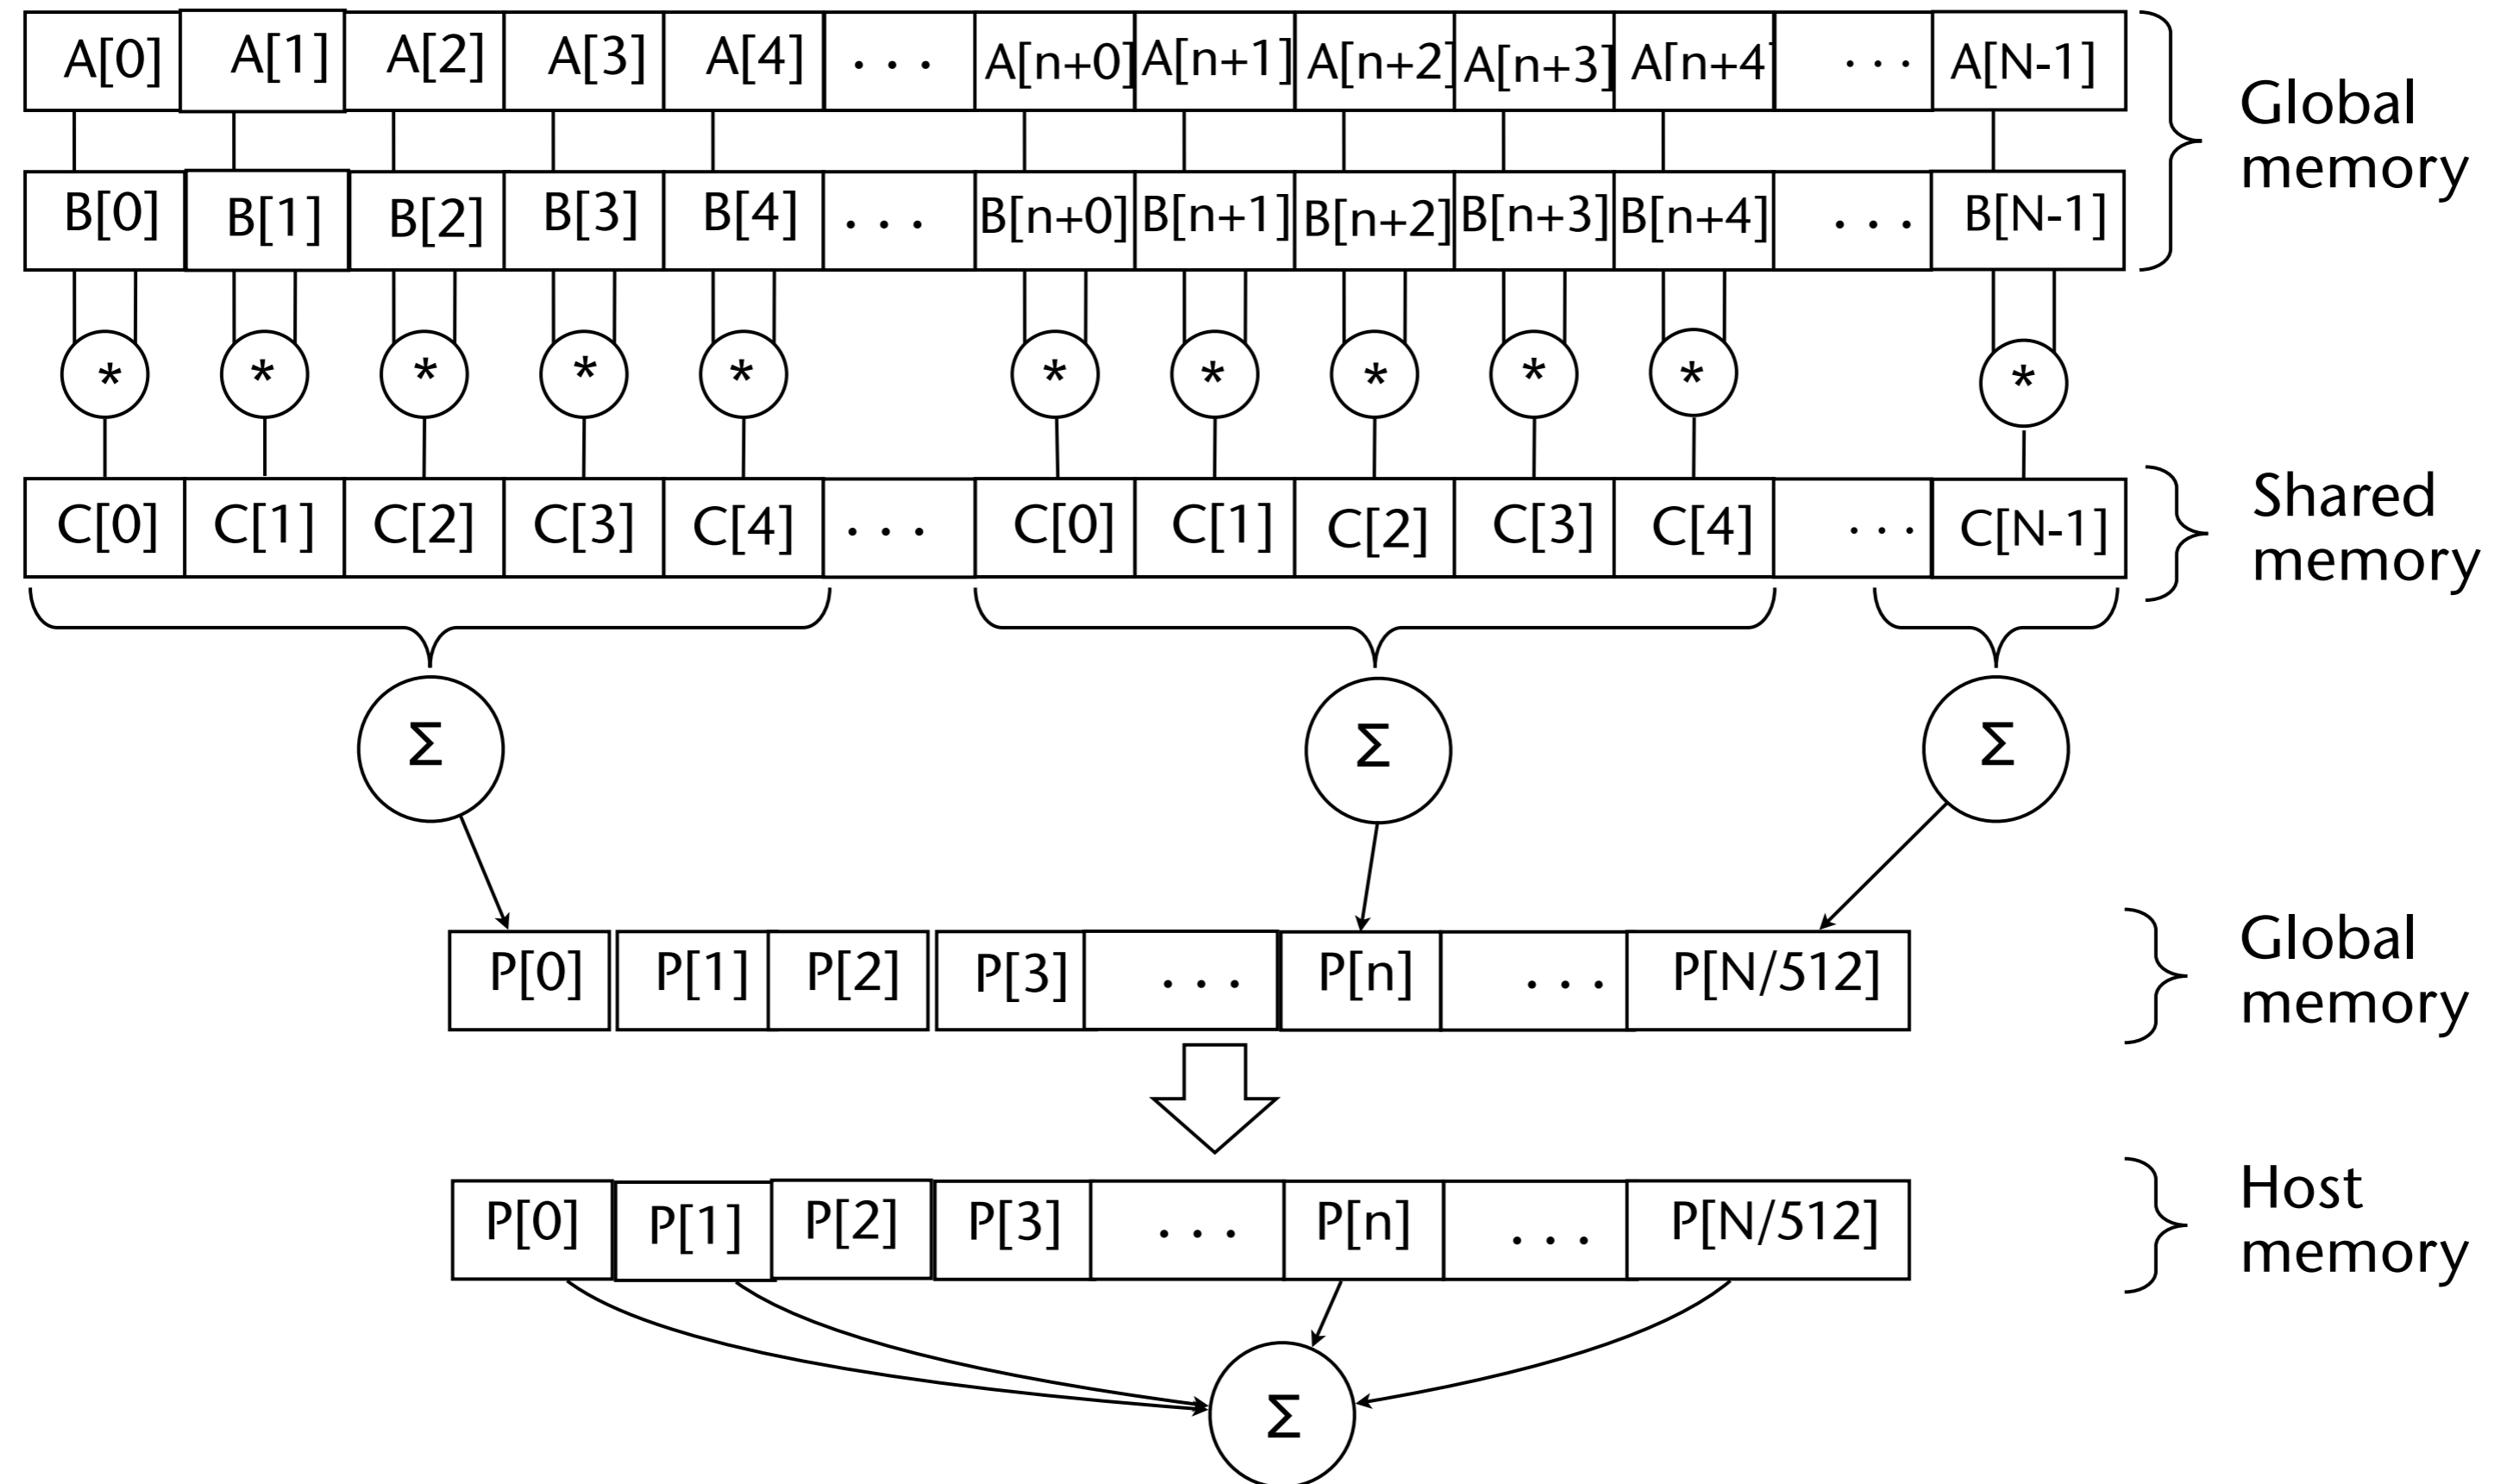 A[0] A[1] A[2] A[3] A[4] . . . A[n+0] A[n+1] A[n+2] A[n+3] A[n+4 . . . A[N-1]
Global
memory
B[0] B[1] B[2] B[3] B[4] . . . B[n+0] B[n+1] B[n+2] B[n+3] B[n+4] . . . B[N-1]
* * * * * * * * * * *
C[0] C[1] C[2] C[3] C[4] . . . C[0] C[1] C[2] C[3] C[4] . . . C[N-1]
Shared
memory
Σ Σ Σ
P[0] P[1] P[2] P[3] . . . P[n] . . . P[N/512]
Global
memory
P[0] P[1] P[2] P[3] . . . P[n] . . . P[N/512]
Host
memory
Σ